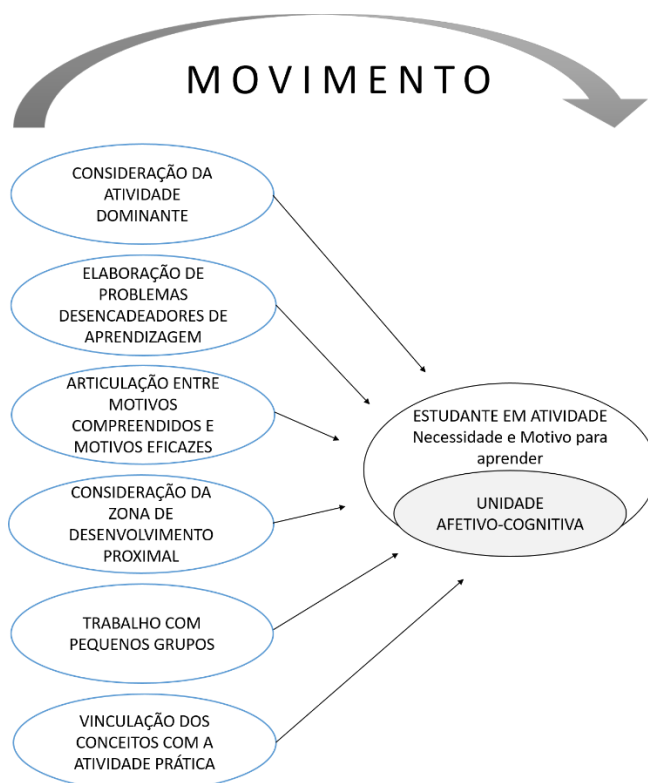 MOVIMENTO
CONSIDERAÇÃO DA
ATIVIDADE
DOMINANTE
ELABORAÇÃO DE
PROBLEMAS
DESENCADEADORES DE
APRENDIZAGEM
ARTICULAÇÃO ENTRE
MOTIVOS
COMPREENDIDOS E
MOTIVOS EFICAZES
CONSIDERAÇÃO DA
ZONA DE
DESENVOLVIMENTO
PROXIMAL
TRABALHO COM
PEQUENOS GRUPOS
VINCULAÇÃO DOS
CONCEITOS COM A
ATIVIDADE PRÁTICA
ESTUDANTE EM ATIVIDADE
Necessidade e Motivo para
aprender
UNIDADE
AFETIVO-COGNITIVA